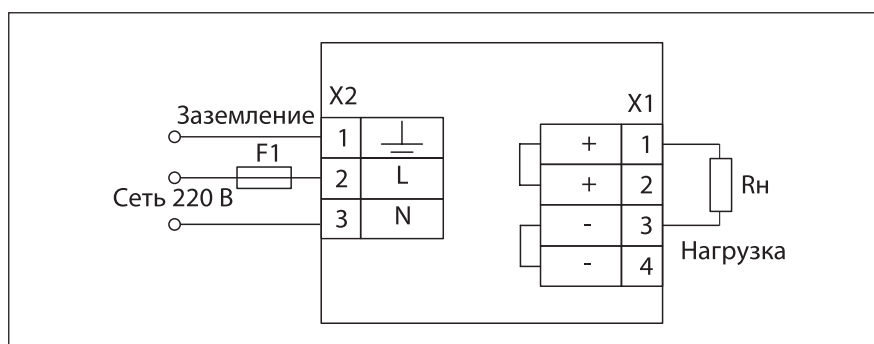 X2
X1
Заземление
1
F1
2 L
Сеть 220 В
3 N
+ 1
+ 2
- 3
- 4
Rн
Нагрузка